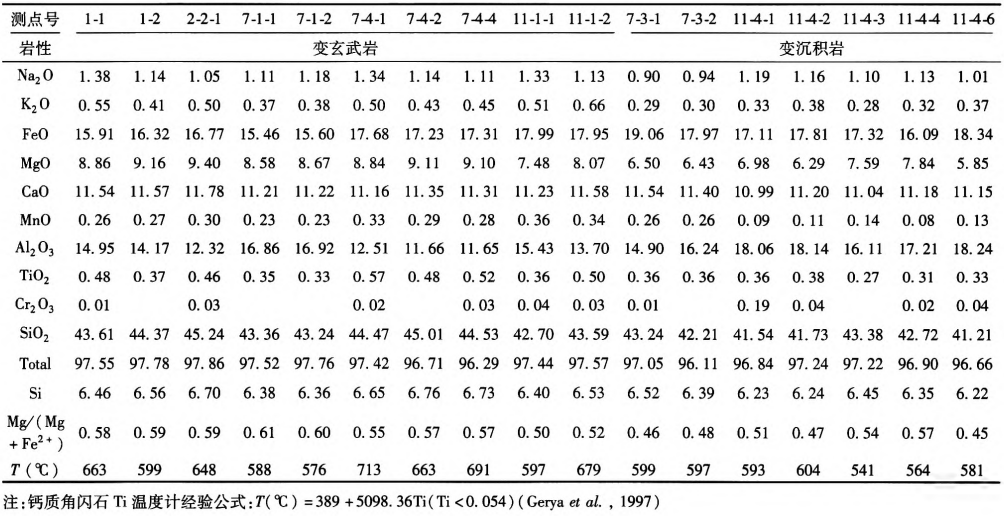 测点号 1-1 1-2 2-2-1 7-1-1 7-1-2 7-4-1 7-4-2 7-4-4 11-1-1 11-1-2 7-3-1 7-3-2 11-4-1 11-4-2 11-4-3 11-4-4 11-4-6
岩性 变玄武岩 变沉积岩
Na₂O 1.38 1.14 1.05 1.11 1.18 1.34 1.14 1.11 1.33 1.13 0.90 0.94 1.19 1.16 1.10 1.13 1.01
K₂O 0.55 0.41 0.50 0.37 0.38 0.50 0.43 0.45 0.51 0.66 0.29 0.30 0.33 0.38 0.28 0.32 0.37
FeO 15.91 16.32 16.77 15.46 15.60 17.68 17.23 17.31 17.99 17.95 19.06 17.97 17.11 17.81 17.32 16.09 18.34
MgO 8.86 9.16 9.40 8.58 8.67 8.84 9.11 9.10 7.48 8.07 6.50 6.43 6.98 6.29 7.59 7.84 5.85
CaO 11.54 11.57 11.78 11.21 11.22 11.16 11.35 11.31 11.23 11.58 11.54 11.40 10.99 11.20 11.04 11.18 11.15
MnO 0.26 0.27 0.30 0.23 0.23 0.33 0.29 0.28 0.36 0.34 0.26 0.26 0.09 0.11 0.14 0.08 0.13
Al₂O₃ 14.95 14.17 12.32 16.86 16.92 12.51 11.66 11.65 15.43 13.70 14.90 16.24 18.06 18.14 16.11 17.21 18.24
TiO₂ 0.48 0.37 0.46 0.35 0.33 0.57 0.48 0.52 0.36 0.50 0.36 0.36 0.36 0.38 0.27 0.31 0.33
Cr₂O₃ 0.01 0.03 0.02 0.03 0.04 0.03 0.01 0.19 0.04 0.02 0.04
SiO₂ 43.61 44.37 45.24 43.36 43.24 44.47 45.01 44.53 42.70 43.59 43.24 42.21 41.54 41.73 43.38 42.72 41.21
Total 97.55 97.78 97.86 97.52 97.76 97.42 96.71 96.29 97.44 97.57 97.05 96.11 96.84 97.24 97.22 96.90 96.66
Si 6.46 6.56 6.70 6.38 6.36 6.65 6.76 6.73 6.40 6.53 6.52 6.39 6.23 6.24 6.45 6.35 6.22
Mg/(Mg
+Fe²⁺) 0.58 0.59 0.59 0.61 0.60 0.55 0.57 0.57 0.50 0.52 0.46 0.48 0.51 0.47 0.54 0.57 0.45
T(℃) 663 599 648 588 576 713 663 691 597 679 599 597 593 604 541 564 581
注:钙质角闪石Ti温度计经验公式:T(℃)=389+5098.36Ti(Ti<0.054)(Gerya et al., 1997)